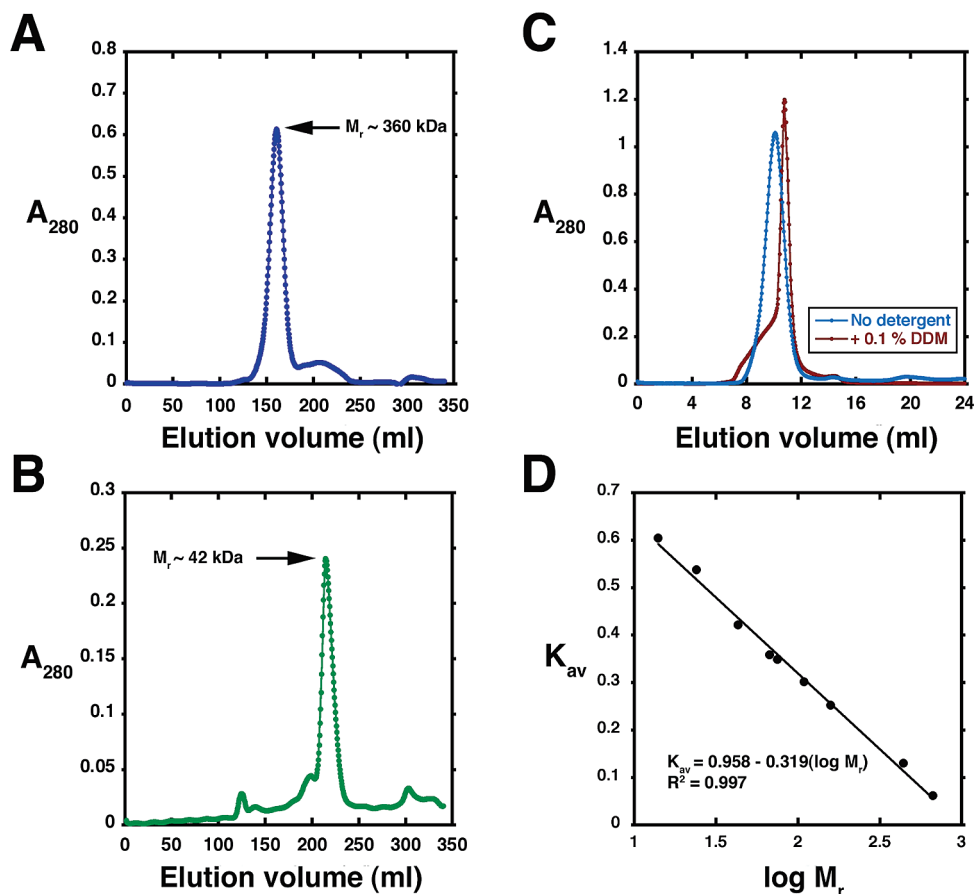 A
0.8
0.7
0.6
0.5
0.4
0.3
0.2
0.1
0
A280
Mr ~ 360 kDa
0 50 100 150 200 250 300 350
Elution volume (ml)
C
1.4
1.2
1
0.8
0.6
0.4
0.2
0
A280
No detergent
+ 0.1 % DDM
0 4 8 12 16 20 24
Elution volume (ml)
B
0.3
0.25
0.2
0.15
0.1
0.05
0
A280
Mr ~ 42 kDa
0 50 100 150 200 250 300 350
Elution volume (ml)
D
0.7
0.6
0.5
0.4
0.3
0.2
0.1
0
Kav
Kav = 0.958 - 0.319(log Mr)
R2 = 0.997
1 1.5 2 2.5 3
log Mr